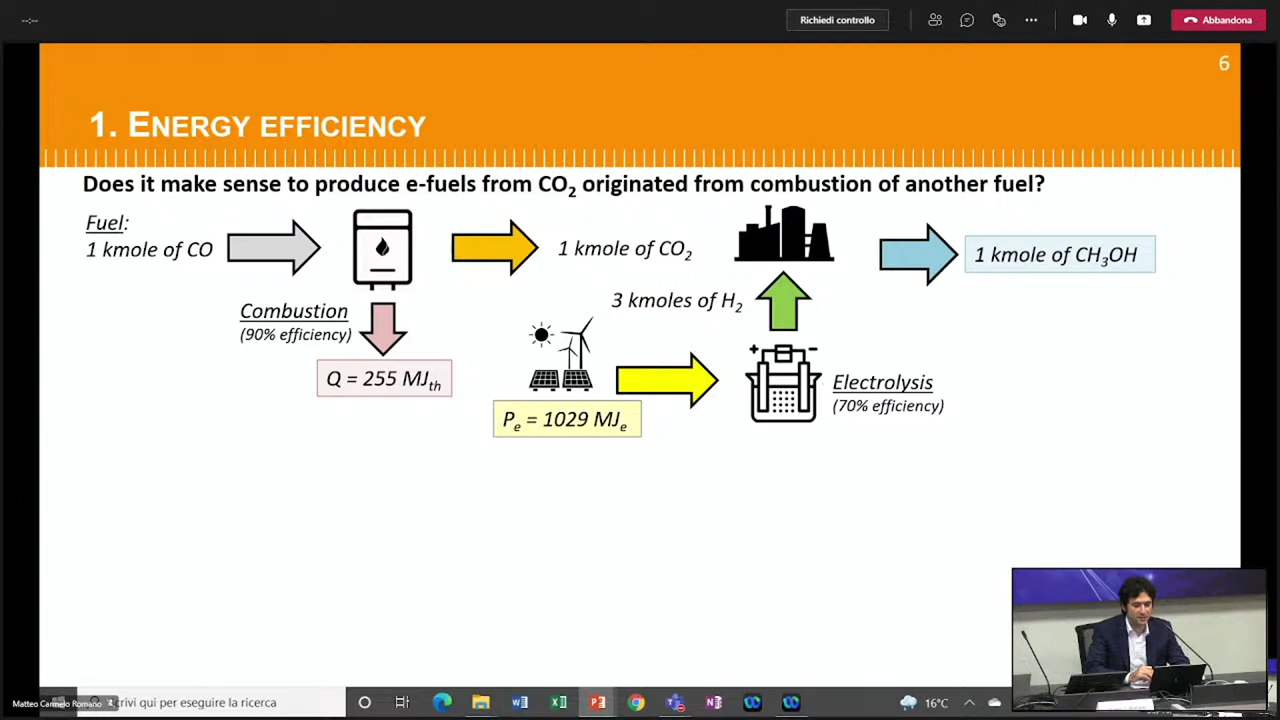 --:--
Richiedi controllo
Abbandona
6
1. ENERGY EFFICIENCY
Does it make sense to produce e-fuels from CO2 originated from combustion of another fuel?
Fuel:
1 kmole of CO
1 kmole of CO2
1 kmole of CH3OH
3 kmoles of H2
Combustion
(90% efficiency)
Q = 255 MJth
Electrolysis
(70% efficiency)
Pe = 1029 MJe
Matteo Carmelo Romano
crivi qui per eseguire la ricerca
16°C